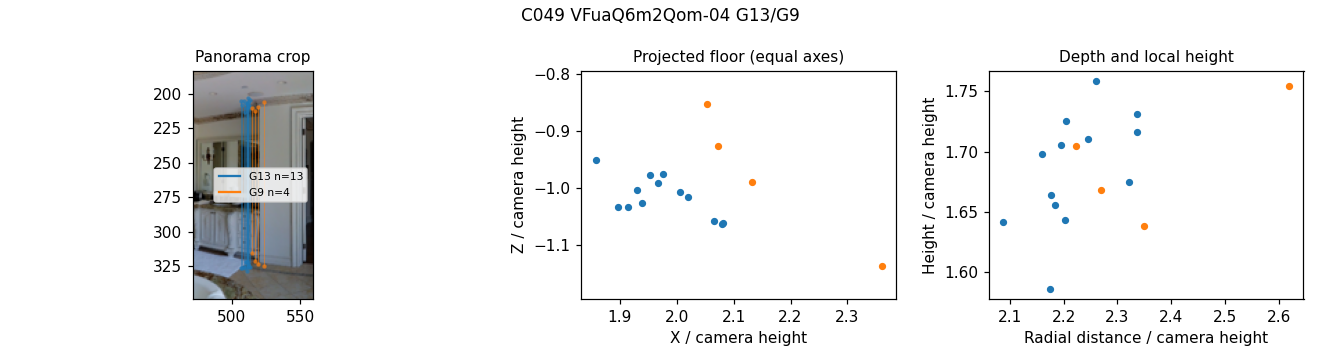 C049 VFuaQ6m2Qom-04 G13/G9
Panorama crop
200
225
250
275
300
325
500
550
G13 n=13
G9 n=4
Projected floor (equal axes)
Z / camera height
−0.8
−0.9
−1.0
−1.1
1.9
2.0
2.1
2.2
2.3
X / camera height
Depth and local height
Height / camera height
1.75
1.70
1.65
1.60
2.1
2.2
2.3
2.4
2.5
2.6
Radial distance / camera height